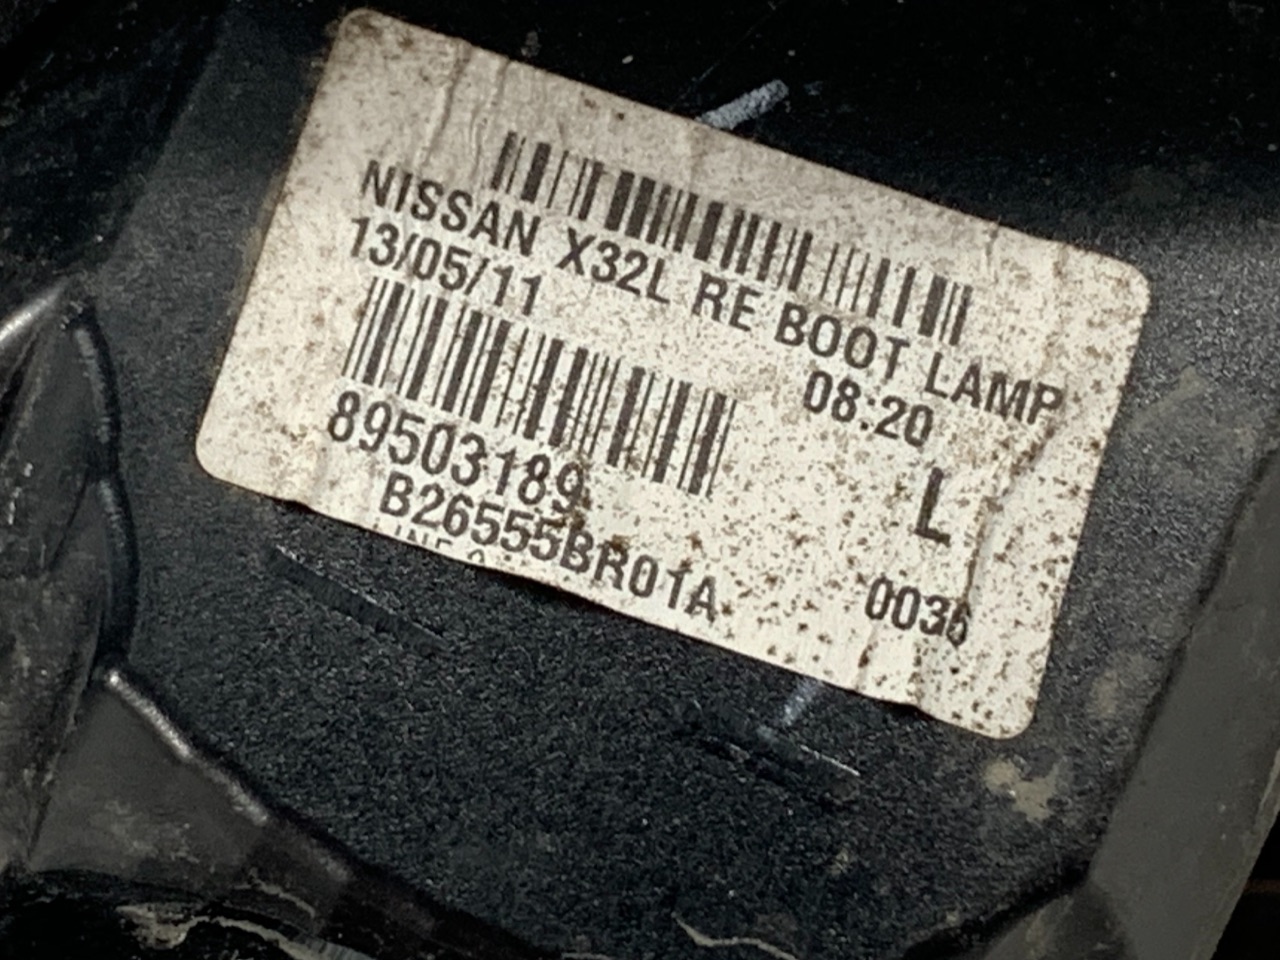 NISSAN X32L RE BOOT LAMP
13/05/11 08:20
89503189 L
B26555BR01A 0036